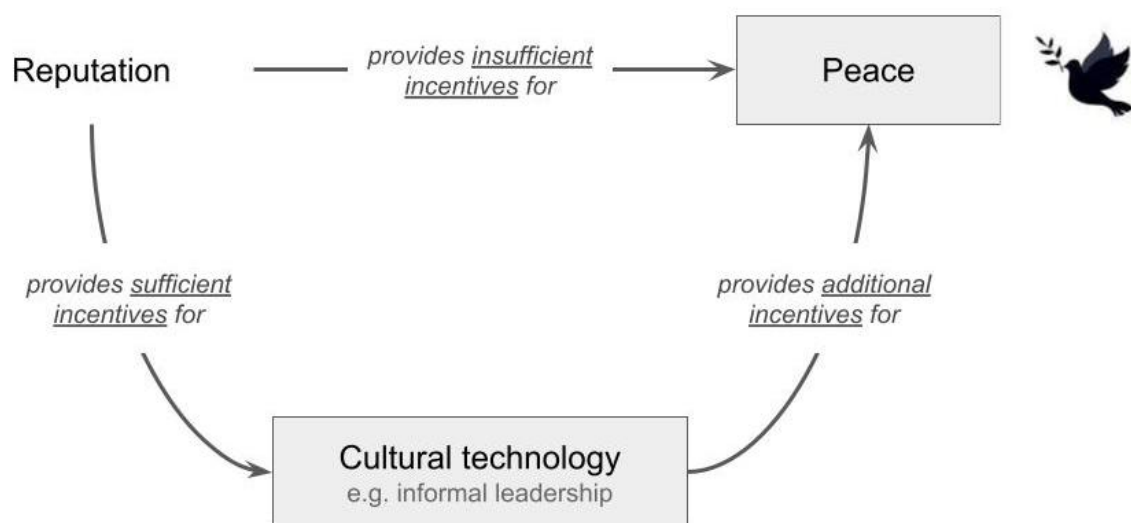 Reputation
provides insufficient
incentives for
Peace
provides sufficient
incentives for
provides additional
incentives for
Cultural technology
e.g. informal leadership